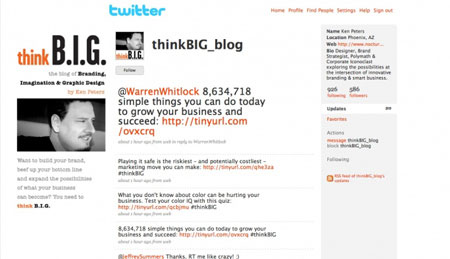 twitter
Home Profile Find People Settings Help Sign out
think B.I.G.
the blog of Branding,
Imagination & Graphic Design
by Ken Peters
Want to build your brand,
beef up your bottom line
and expand the possibilities
of what your business
can become? You need to
think B.I.G.
thinkBIG_blog
Follow
@WarrenWhitlock 8,634,718
simple things you can do today
to grow your business and
succeed: http://tinyurl.com
/ovxcrq
about 1 hour ago from web in reply to WarrenWhitlock
Playing it safe is the riskiest - and potentially costliest -
marketing move you can make: http://tinyurl.com/qhe3za
#thinkBIG
about 1 hour ago from web
What you don't know about color can be hurting your
business. Test your color IQ with this quiz:
http://tinyurl.com/qcbjmu #thinkBIG
about 1 hour ago from web
8,634,718 simple things you can do today to grow your
business and succeed: http://tinyurl.com/ovxcrq #thinkBIG
about 1 hour ago from web
@JeffreySummers Thanks. RT me like crazy! :)
Name Ken Peters
Location Phoenix, AZ
Web http://www.noctur...
Bio Designer, Brand
Strategist, Polymath &
Corporate Iconoclast
exploring the possibilities at
the intersection of innovative
branding & smart business.
926 586
following followers
Updates
Favorites
Actions
message thinkBIG_blog
block thinkBIG_blog
Following
RSS feed of thinkBIG_blog's
updates